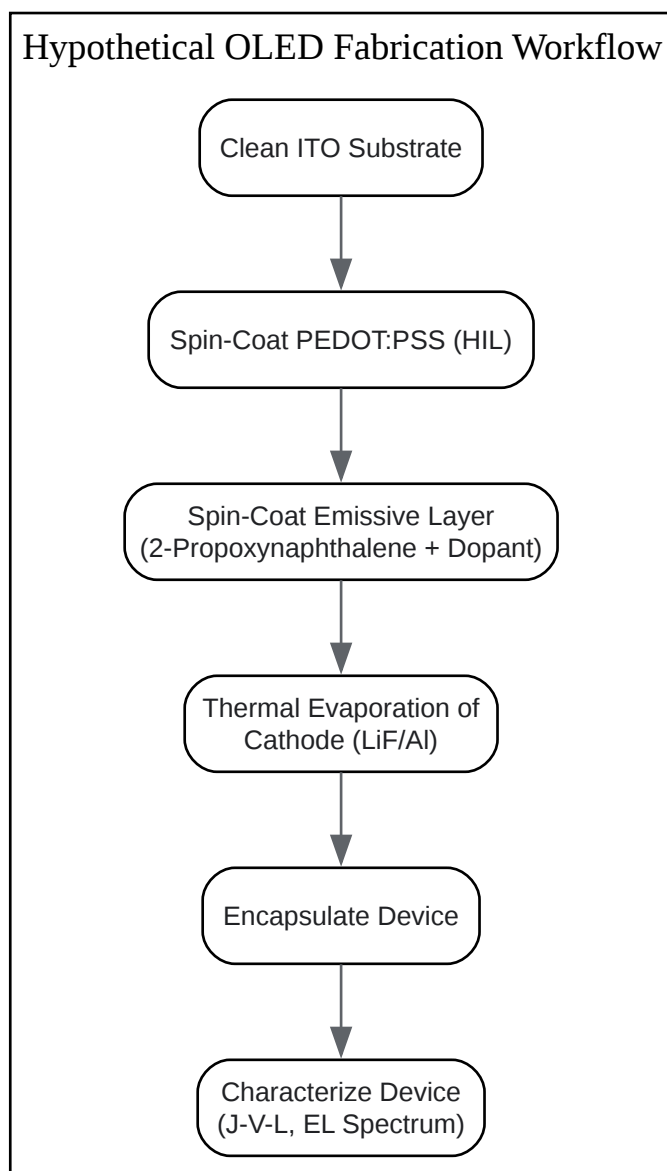 Hypothetical OLED Fabrication Workflow
Clean ITO Substrate
Spin-Coat PEDOT:PSS (HIL)
Spin-Coat Emissive Layer
(2-Propoxynaphthalene + Dopant)
Thermal Evaporation of
Cathode (LiF/Al)
Encapsulate Device
Characterize Device
(J-V-L, EL Spectrum)